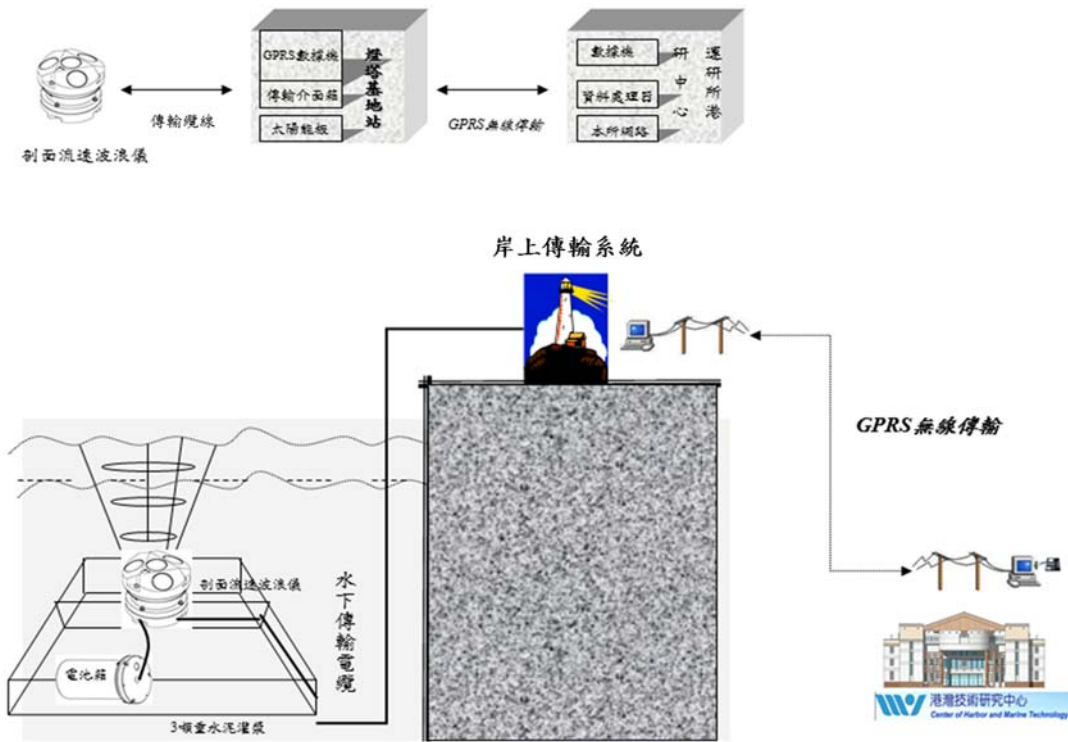 GPRS數據機
傳輸介面箱
太陽能板
燈塔基地站
傳輸纜線
剖面流速波浪儀
GPRS無線傳輸
數據機
資料處理
本所網路
運研所港
研中心
岸上傳輸系統
GPRS無線傳輸
剖面流速波浪儀
電池箱
水下傳輸電纜
3噸重水泥灌漿
港灣技術研究中心
Center of Harbor and Marine Technology